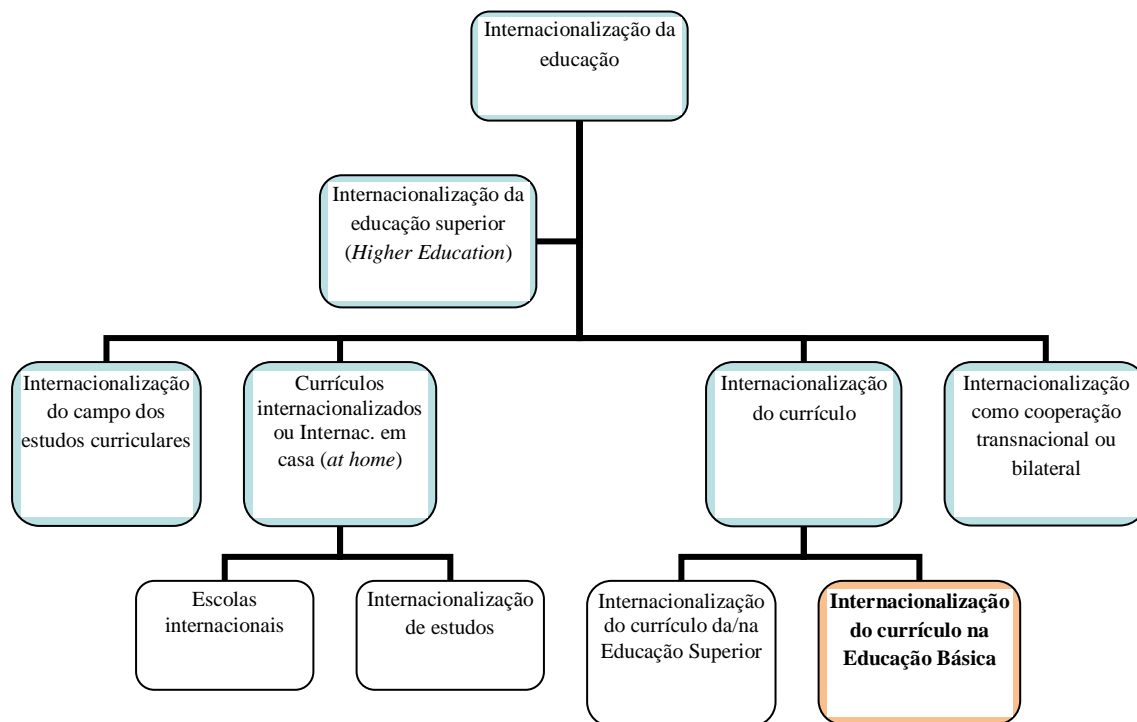 Internacionalização da
educação
Internacionalização da
educação superior
(Higher Education)
Internacionalização
do campo dos
estudos curriculares
Currículos
internacionalizados
ou Internac. em
casa (at home)
Internacionalização
do currículo
Internacionalização
como cooperação
transnacional ou
bilateral
Escolas
internacionais
Internacionalização
de estudos
Internacionalização
do currículo da/na
Educação Superior
Internacionalização
do currículo na
Educação Básica